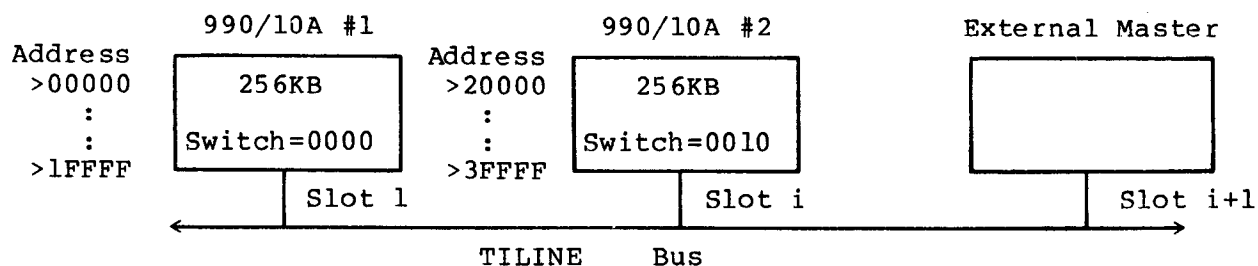 990/10A #1 990/10A #2 External Master
Address Address
>00000 256KB >20000 256KB
: :
: Switch=0000 : Switch=0010
>1FFFF >3FFFF
Slot 1 Slot i Slot i+1
TILINE Bus